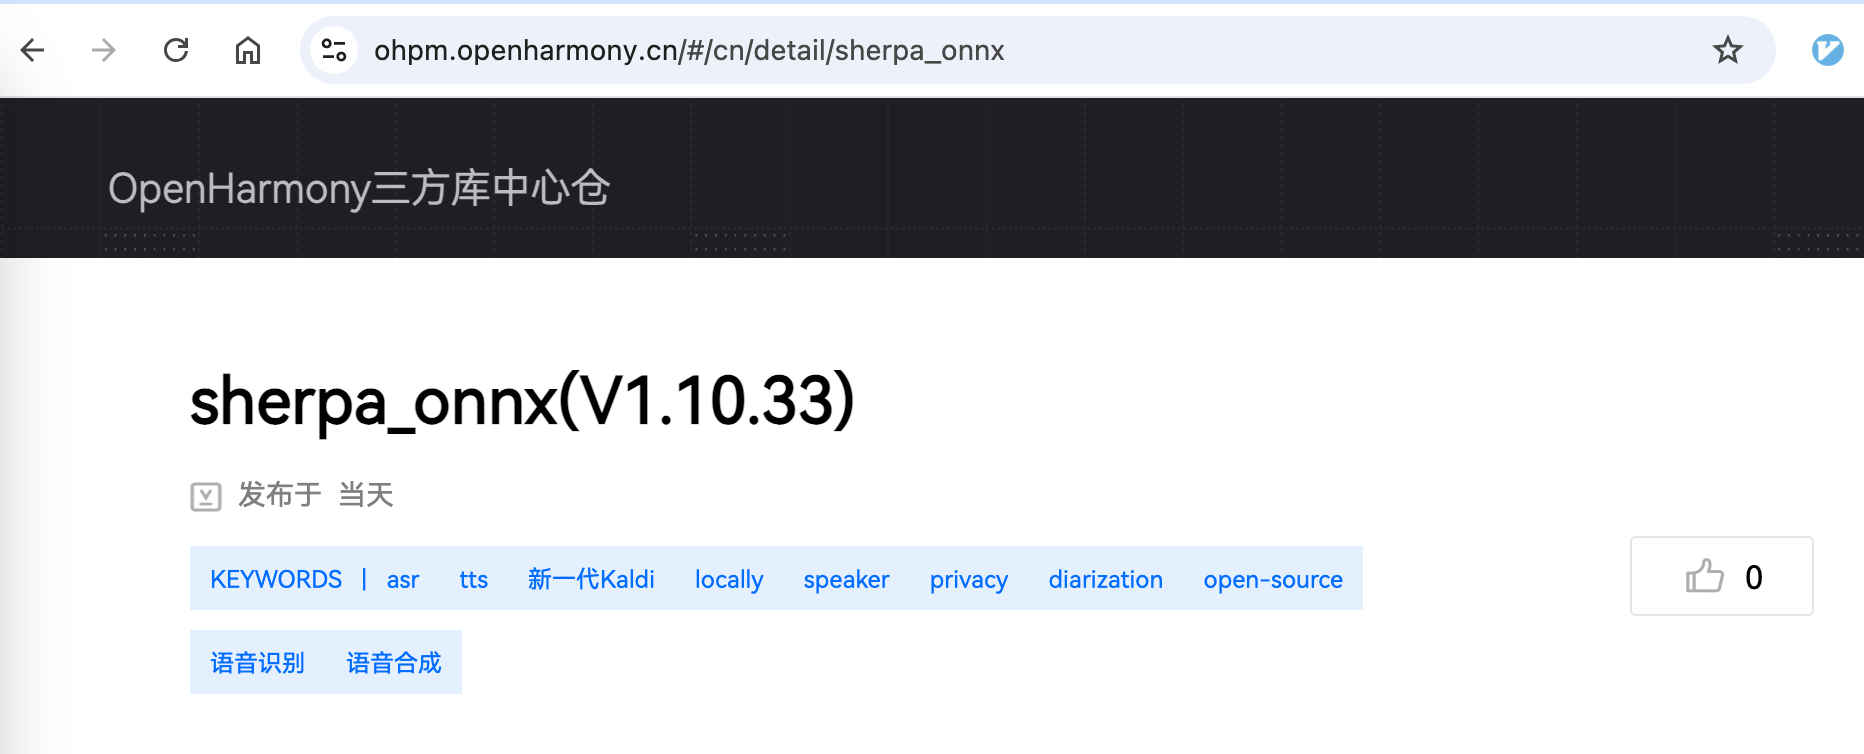 ohpm.openharmony.cn/#/cn/detail/sherpa_onnx
OpenHarmony三方库中心仓
sherpa_onnx(V1.10.33)
发布于 当天
KEYWORDS | asr tts 新一代Kaldi locally speaker privacy diarization open-source
0
语音识别 语音合成